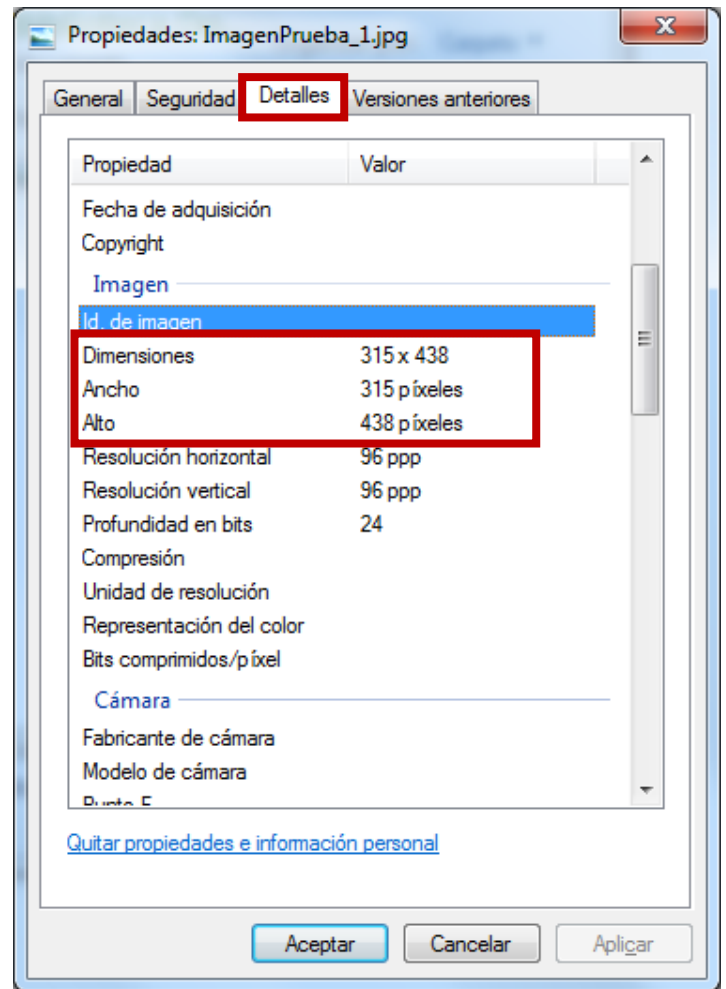 Propiedades: ImagenPrueba_1.jpg
General Seguridad Detalles Versiones anteriores
Propiedad Valor
Fecha de adquisición
Copyright
Imagen
Id. de imagen
Dimensiones 315 x 438
Ancho 315 píxeles
Alto 438 píxeles
Resolución horizontal 96 ppp
Resolución vertical 96 ppp
Profundidad en bits 24
Compresión
Unidad de resolución
Representación del color
Bits comprimidos/píxel
Cámara
Fabricante de cámara
Modelo de cámara
Punto F
Quitar propiedades e información personal
Aceptar Cancelar Aplicar